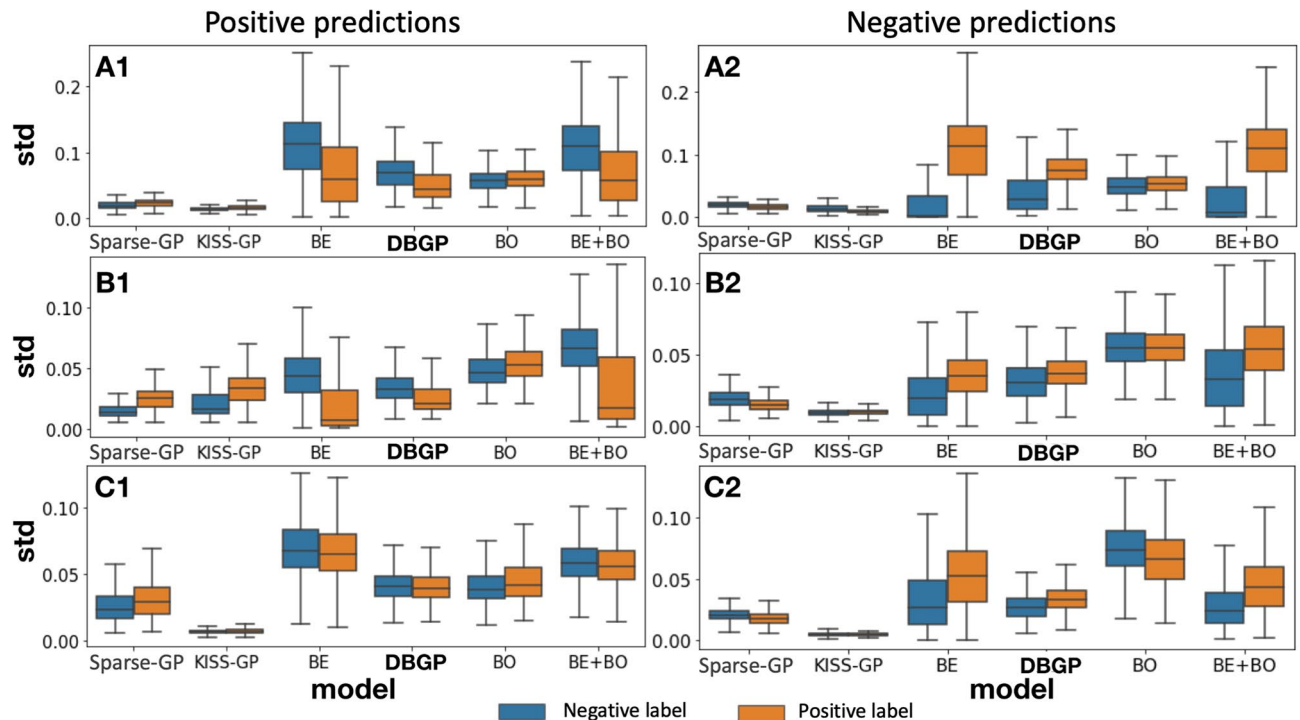 Positive predictions Negative predictions
A1 A2
std
0.2 0.2
0.1 0.1
0.0 0.0
Sparse-GP KISS-GP BE DBGP BO BE+BO Sparse-GP KISS-GP BE DBGP BO BE+BO
B1 B2
std
0.10 0.10
0.05 0.05
0.00 0.00
Sparse-GP KISS-GP BE DBGP BO BE+BO Sparse-GP KISS-GP BE DBGP BO BE+BO
C1 C2
std
0.10 0.10
0.05 0.05
0.00 0.00
Sparse-GP KISS-GP BE DBGP BO BE+BO Sparse-GP KISS-GP BE DBGP BO BE+BO
model model
Negative label Positive label